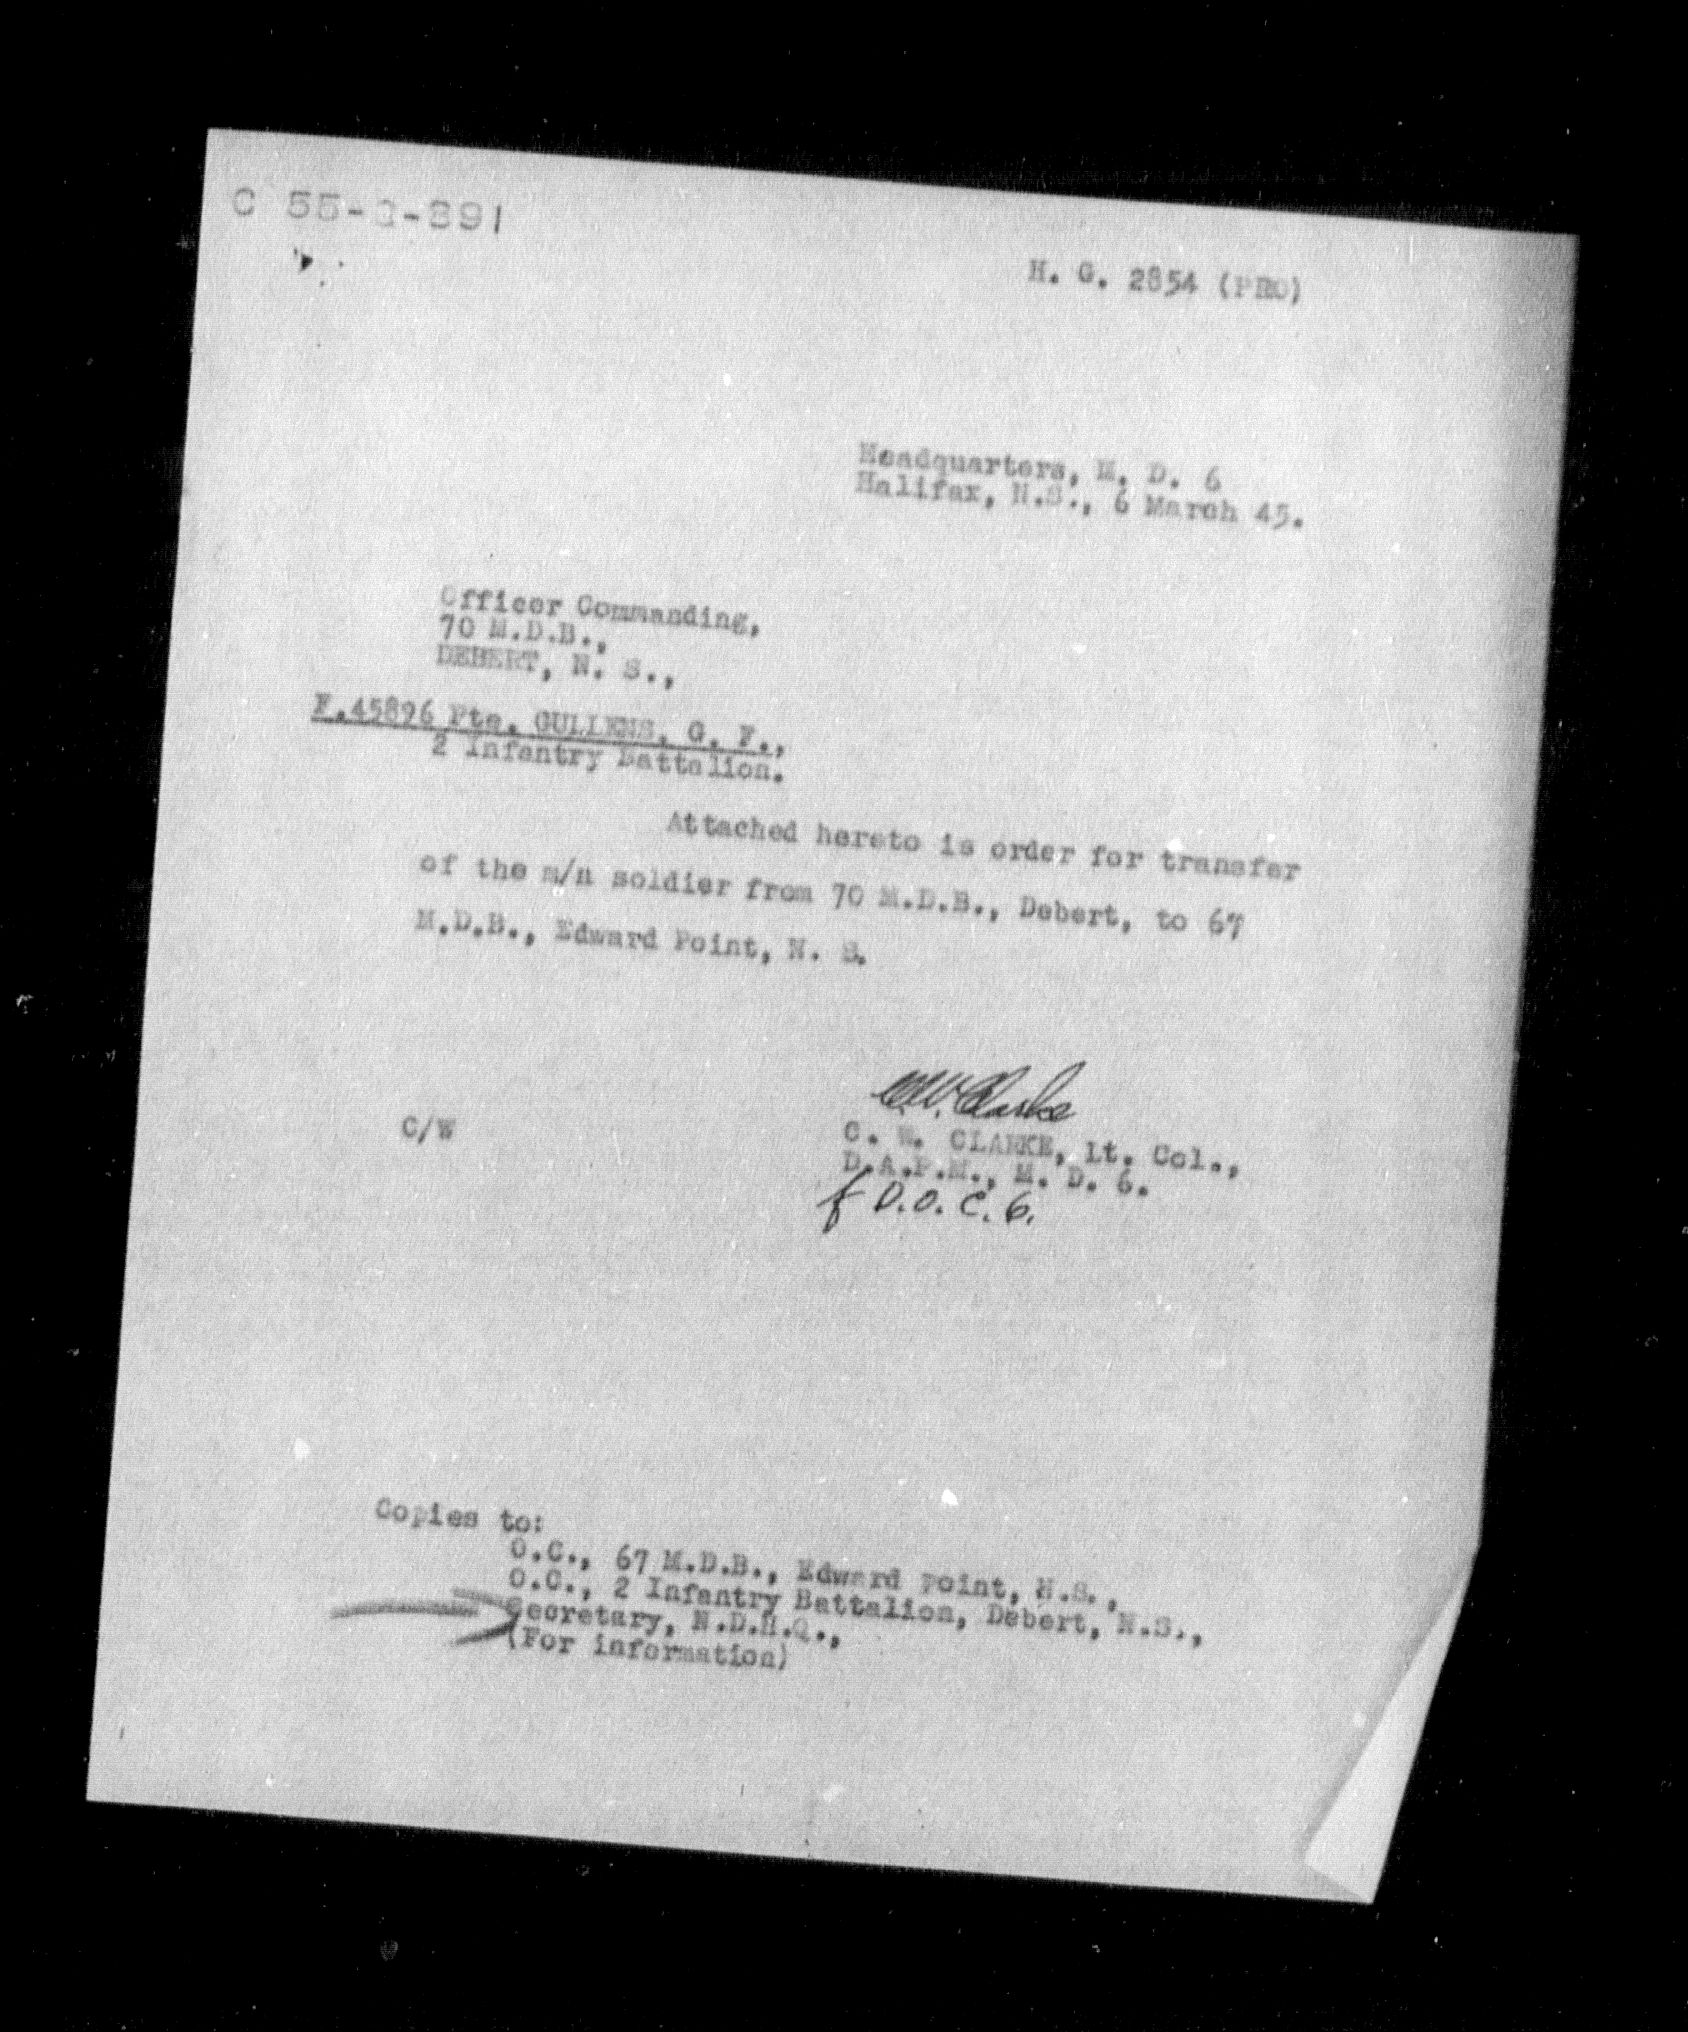 C 55-G-391
H. G. 2854 (PRO)
Headquarters, M. D. 6
Halifax, N.S., 6 March 45.
Officer Commanding,
70 M.D.B.,
DEBERT, N. S.,
F.45896 Pte. GULLENS, G. F.,
2 Infantry Battalion.
Attached hereto is order for transfer
of the m/n soldier from 70 M.D.B., Debert, to 67
M.D.B., Edward Point, N. S.
C.W. Clarke
C/W
C. W. CLARKE, Lt. Col.,
D.A.P.M., M. D. 6.
f D.O.C. 6.
Copies to:
O.C., 67 M.D.B., Edward Point, N.S.,
O.C., 2 Infantry Battalion, Debert, N.S.,
Secretary, N.D.H.Q.,
(For information)